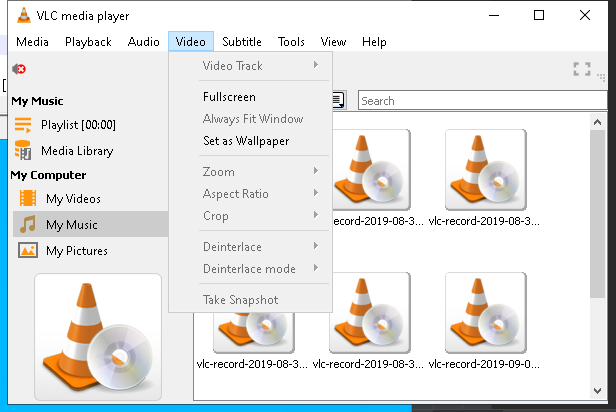 VLC media player
Media Playback Audio Video Subtitle Tools View Help
Video Track
Fullscreen
Always Fit Window
Set as Wallpaper
Zoom
Aspect Ratio
Crop
Deinterlace
Deinterlace mode
Take Snapshot
My Music
Playlist [00:00]
Media Library
My Computer
My Videos
My Music
My Pictures
Search
-record-2019-08-3... vlc-record-2019-08-3...
vlc-record-2019-08-3... vlc-record-2019-08-3... vlc-record-2019-09-0...